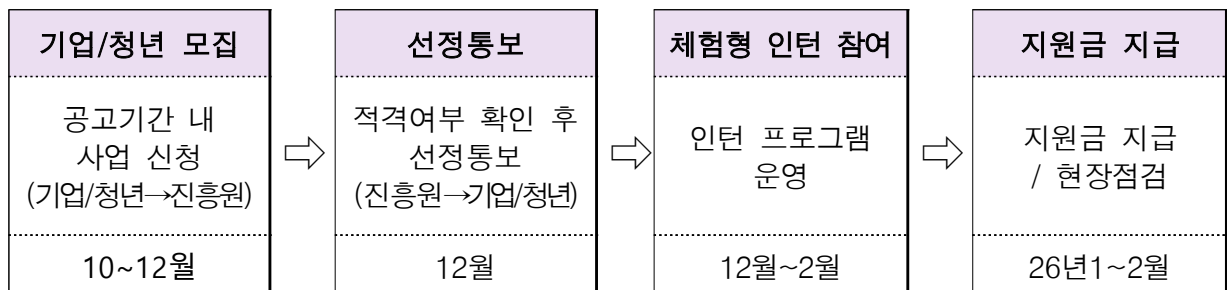 기업/청년 모집
공고기간 내
사업 신청
(기업/청년→진흥원)
10~12월
⇨
선정통보
적격여부 확인 후
선정통보
(진흥원→기업/청년)
12월
⇨
체험형 인턴 참여
인턴 프로그램
운영
12월~2월
⇨
지원금 지급
지원금 지급
/ 현장점검
26년1~2월